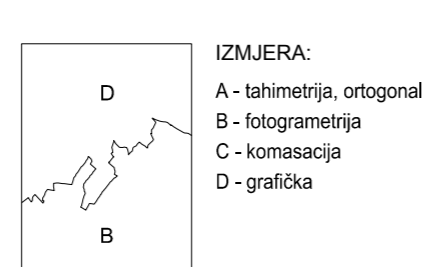 IZMJERA:
A - tahimetrija, ortogonal
B - fotogrametrija
C - komasacija
D - grafička
D
B